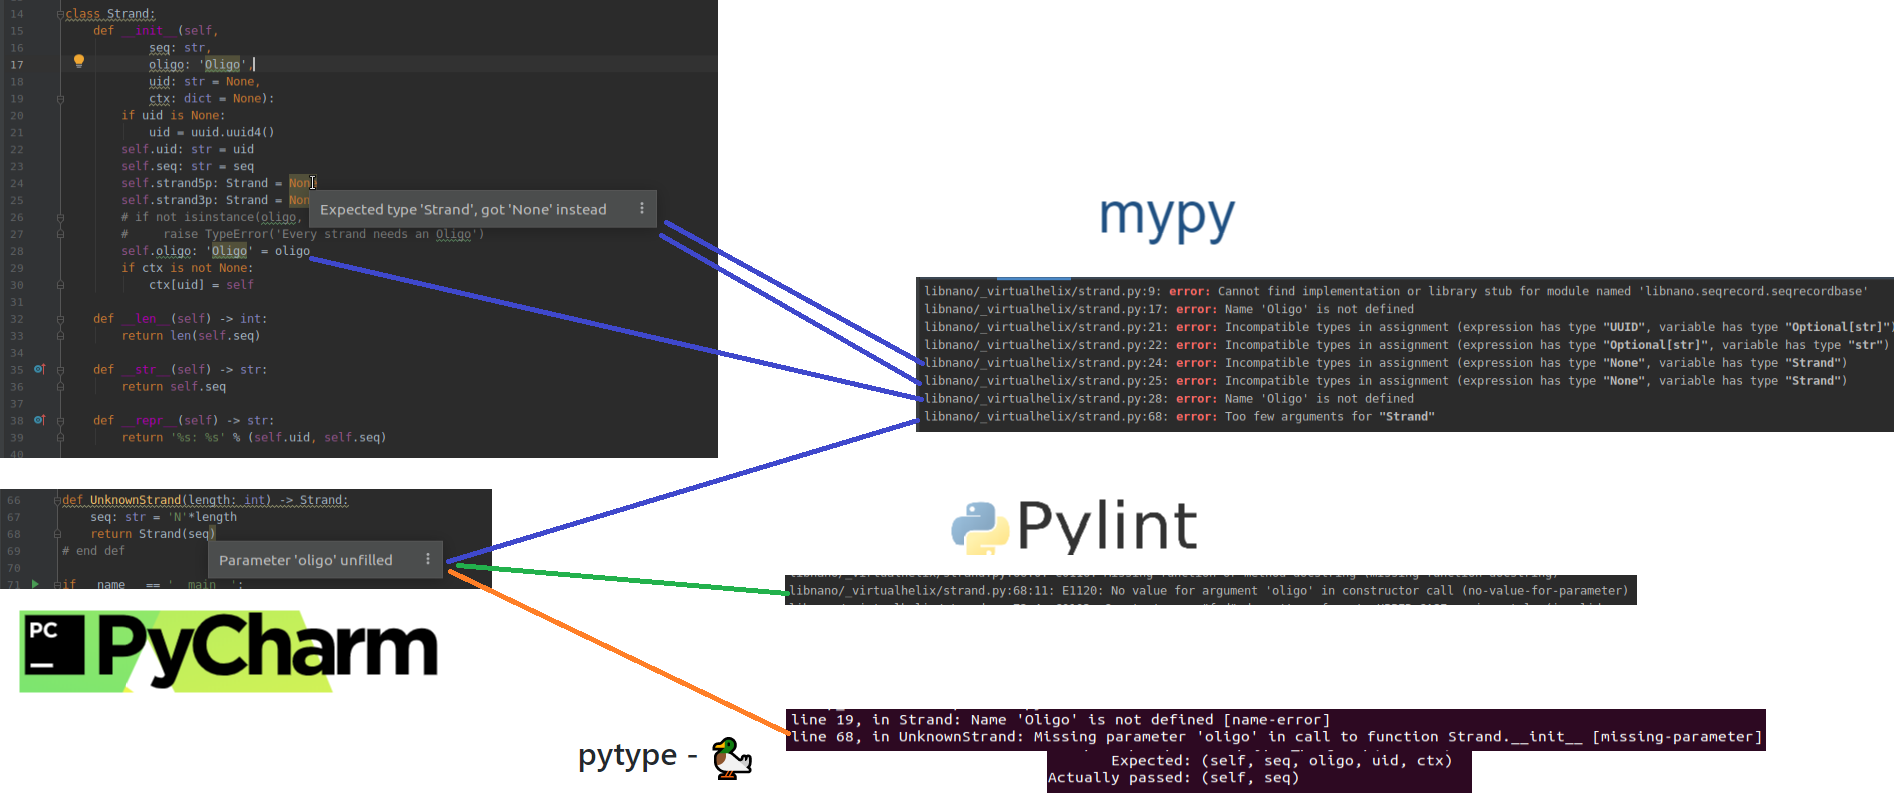 14 class Strand:
15 def __init__(self,
16 seq: str,
17 oligo: 'Oligo',
18 uid: str = None,
19 ctx: dict = None):
20 if uid is None:
21 uid = uuid.uuid4()
22 self.uid: str = uid
23 self.seq: str = seq
24 self.strand5p: Strand = None
25 self.strand3p: Strand = Non
Expected type 'Strand', got 'None' instead
26 # if not isinstance(oligo,
27 # raise TypeError('Every strand needs an Oligo')
28 self.oligo: 'Oligo' = oligo
29 if ctx is not None:
30 ctx[uid] = self
31
32 def __len__(self) -> int:
33 return len(self.seq)
34
35 def __str__(self) -> str:
36 return self.seq
37
38 def __repr__(self) -> str:
39 return '%s: %s' % (self.uid, self.seq)
40
mypy
libnano/_virtualhelix/strand.py:9: error: Cannot find implementation or library stub for module named 'libnano.seqrecord.seqrecordbase'
libnano/_virtualhelix/strand.py:17: error: Name 'Oligo' is not defined
libnano/_virtualhelix/strand.py:21: error: Incompatible types in assignment (expression has type "UUID", variable has type "Optional[str]")
libnano/_virtualhelix/strand.py:22: error: Incompatible types in assignment (expression has type "Optional[str]", variable has type "str")
libnano/_virtualhelix/strand.py:24: error: Incompatible types in assignment (expression has type "None", variable has type "Strand")
libnano/_virtualhelix/strand.py:25: error: Incompatible types in assignment (expression has type "None", variable has type "Strand")
libnano/_virtualhelix/strand.py:28: error: Name 'Oligo' is not defined
libnano/_virtualhelix/strand.py:68: error: Too few arguments for "Strand"
66 def UnknownStrand(length: int) -> Strand:
67 seq: str = 'N'*length
68 return Strand(seq)
69 # end def
Parameter 'oligo' unfilled
70
71 if __name__ == '__main__':
Pylint
libnano/_virtualhelix/strand.py:68:11: E1120: No value for argument 'oligo' in constructor call (no-value-for-parameter)
PC
PyCharm
pytype -
line 19, in Strand: Name 'Oligo' is not defined [name-error]
line 68, in UnknownStrand: Missing parameter 'oligo' in call to function Strand.__init__ [missing-parameter]
Expected: (self, seq, oligo, uid, ctx)
Actually passed: (self, seq)